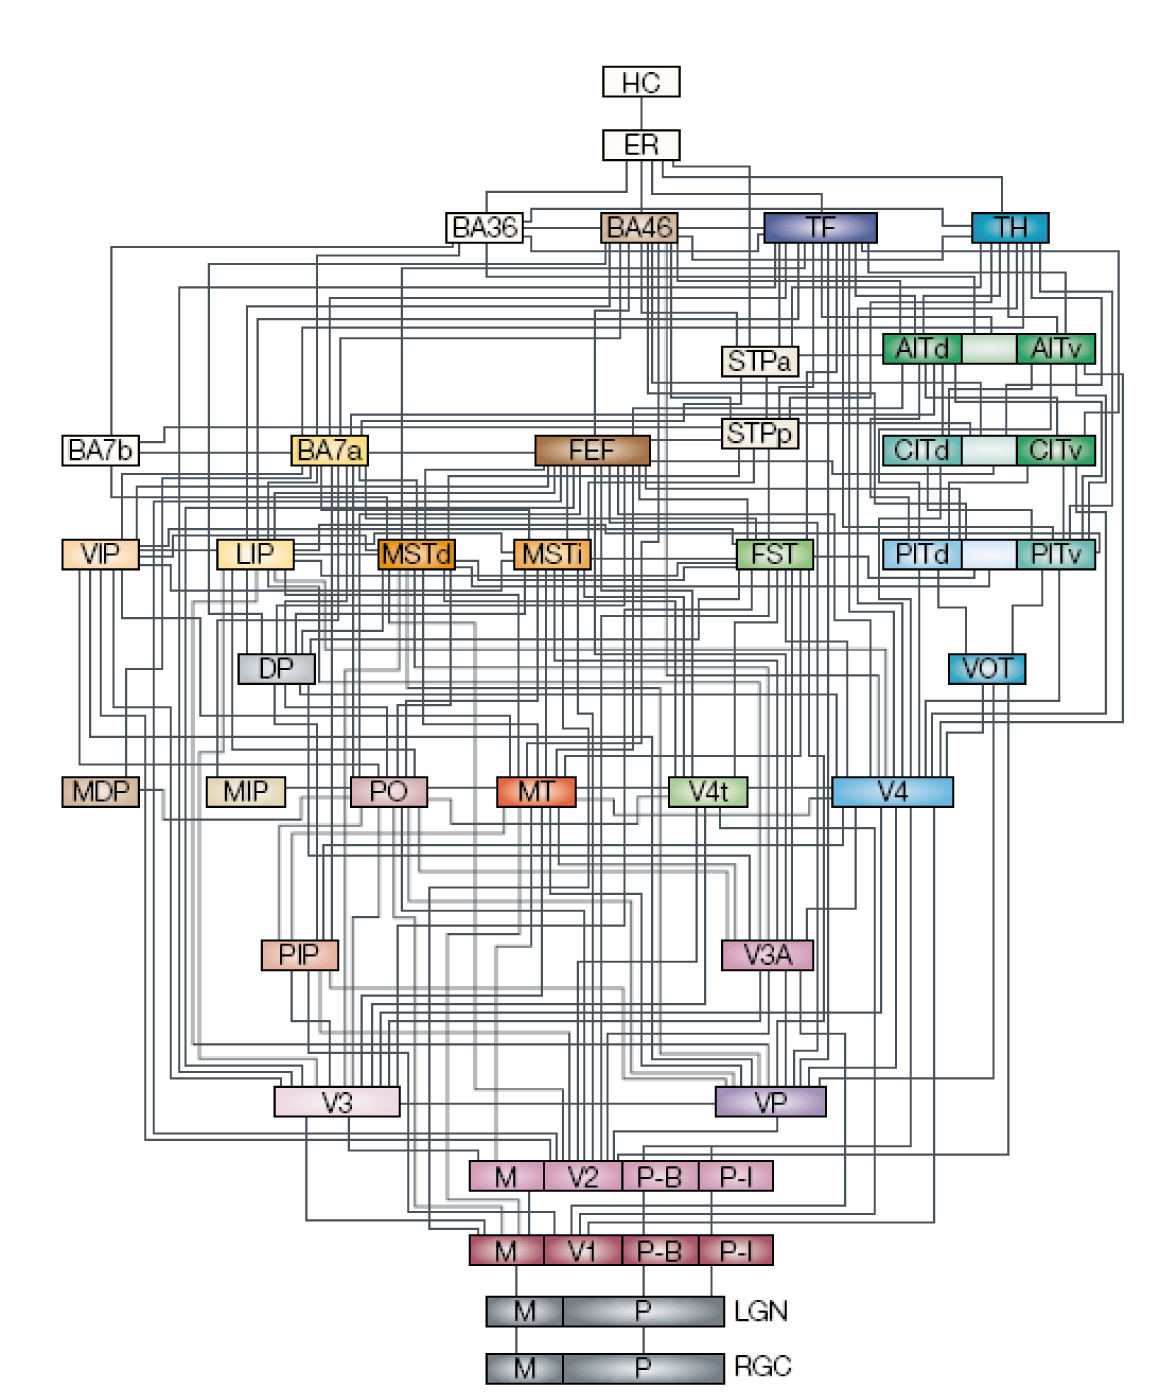 HC
ER
BA36 BA46 TF TH
AITd AITv
STPa
STPp
BA7b BA7a FEF CITd CITv
VIP LIP MSTd MSTi FST PITd PITv
DP VOT
MDP MIP PO MT V4t V4
PIP V3A
V3 VP
M V2 P-B P-I
M V1 P-B P-I
M P LGN
M P RGC